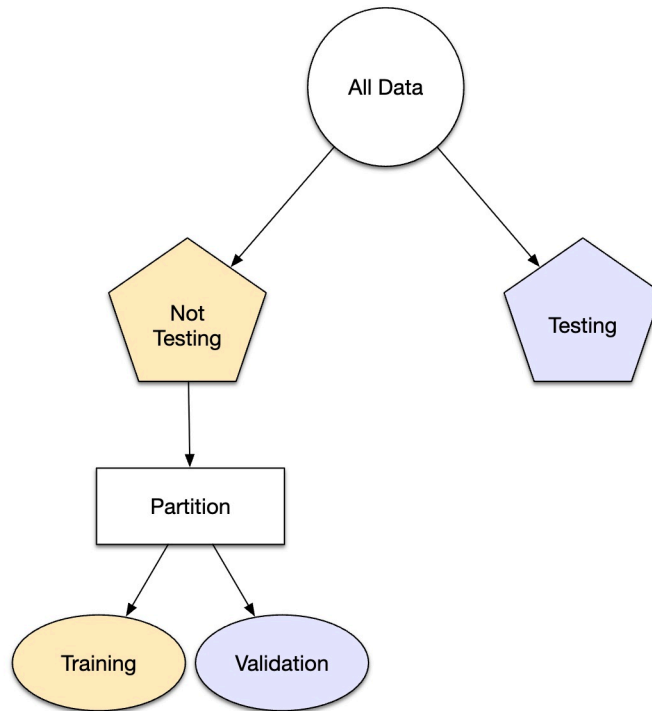 All Data
Not
Testing
Testing
Partition
Training
Validation